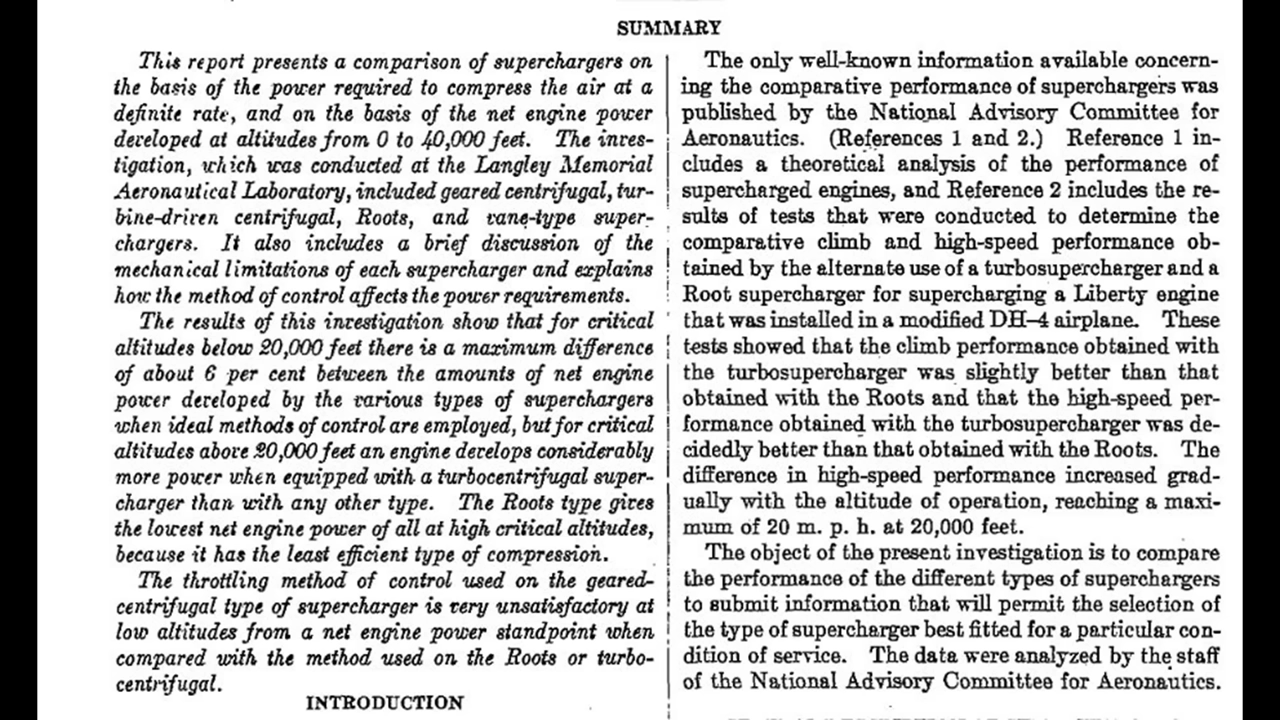 SUMMARY
This report presents a comparison of superchargers on
the basis of the power required to compress the air at a
definite rate, and on the basis of the net engine power
developed at altitudes from 0 to 40,000 feet. The inves-
tigation, which was conducted at the Langley Memorial
Aeronautical Laboratory, included geared centrifugal, tur-
bine-driven centrifugal, Roots, and vane-type super-
chargers. It also includes a brief discussion of the
mechanical limitations of each supercharger and explains
how the method of control affects the power requirements.
The results of this investigation show that for critical
altitudes below 20,000 feet there is a maximum difference
of about 6 per cent between the amounts of net engine
power developed by the various types of superchargers
when ideal methods of control are employed, but for critical
altitudes above 20,000 feet an engine develops considerably
more power when equipped with a turbocentrifugal super-
charger than with any other type. The Roots type gives
the lowest net engine power of all at high critical altitudes,
because it has the least efficient type of compression.
The throttling method of control used on the geared-
centrifugal type of supercharger is very unsatisfactory at
low altitudes from a net engine power standpoint when
compared with the method used on the Roots or turbo-
centrifugal.
INTRODUCTION
The only well-known information available concern-
ing the comparative performance of superchargers was
published by the National Advisory Committee for
Aeronautics. (References 1 and 2.) Reference 1 in-
cludes a theoretical analysis of the performance of
supercharged engines, and Reference 2 includes the re-
sults of tests that were conducted to determine the
comparative climb and high-speed performance ob-
tained by the alternate use of a turbosupercharger and a
Root supercharger for supercharging a Liberty engine
that was installed in a modified DH-4 airplane. These
tests showed that the climb performance obtained with
the turbosupercharger was slightly better than that
obtained with the Roots and that the high-speed per-
formance obtained with the turbosupercharger was de-
cidedly better than that obtained with the Roots. The
difference in high-speed performance increased grad-
ually with the altitude of operation, reaching a maxi-
mum of 20 m. p. h. at 20,000 feet.
The object of the present investigation is to compare
the performance of the different types of superchargers
to submit information that will permit the selection of
the type of supercharger best fitted for a particular con-
dition of service. The data were analyzed by the staff
of the National Advisory Committee for Aeronautics.